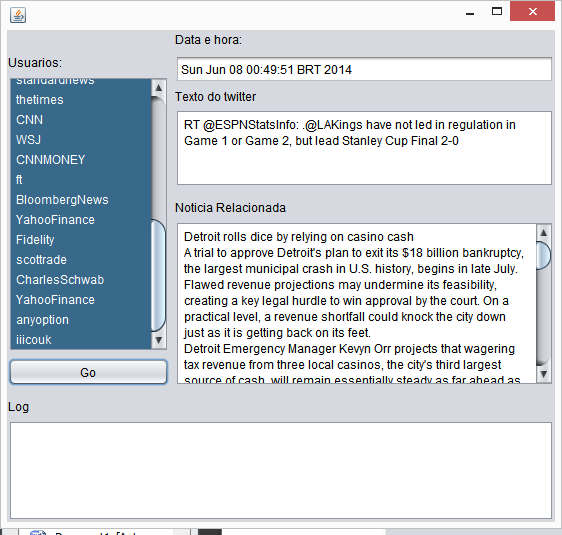 Data e hora:
Usuarios:
Sun Jun 08 00:49:51 BRT 2014
Texto do twitter
RT @ESPNStatsInfo: .@LAKings have not led in regulation in
Game 1 or Game 2, but lead Stanley Cup Final 2-0
standardnews
thetimes
CNN
WSJ
CNNMONEY
ft
BloombergNews
YahooFinance
Fidelity
scottrade
CharlesSchwab
YahooFinance
anyoption
iiicouk
Go
Noticia Relacionada
Detroit rolls dice by relying on casino cash
A trial to approve Detroit's plan to exit its $18 billion bankruptcy,
the largest municipal crash in U.S. history, begins in late July.
Flawed revenue projections may undermine its feasibility,
creating a key legal hurdle to win approval by the court. On a
practical level, a revenue shortfall could knock the city down
just as it is getting back on its feet.
Detroit Emergency Manager Kevyn Orr projects that wagering
tax revenue from three local casinos, the city's third largest
source of cash, will remain essentially steady as far ahead as
Log